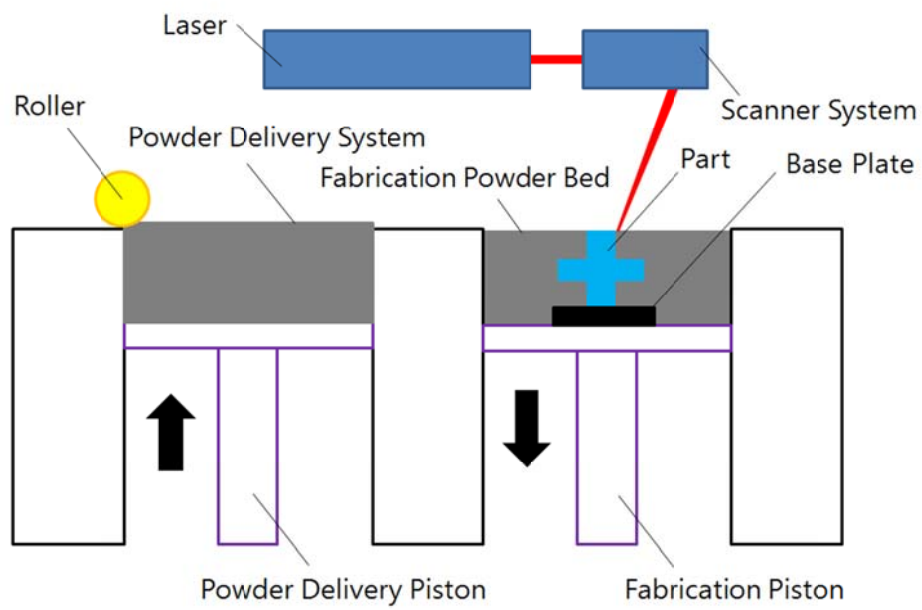 Laser
Scanner System
Roller
Powder Delivery System
Part
Base Plate
Fabrication Powder Bed
Powder Delivery Piston
Fabrication Piston